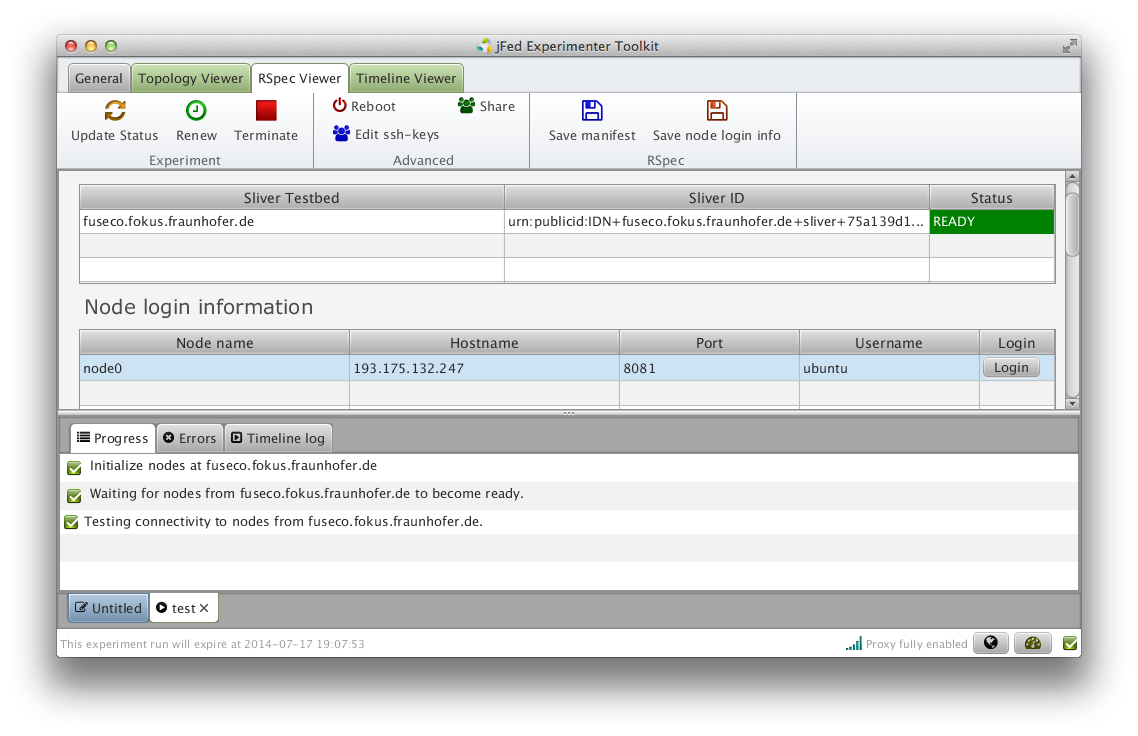 jFed Experimenter Toolkit
General Topology Viewer RSpec Viewer Timeline Viewer
Update Status Renew Terminate
Experiment
Reboot Share
Edit ssh-keys
Advanced
Save manifest Save node login info
RSpec
Sliver Testbed Sliver ID Status
fuseco.fokus.fraunhofer.de urn:publicid:IDN+fuseco.fokus.fraunhofer.de+sliver+75a139d1... READY
Node login information
Node name Hostname Port Username Login
node0 193.175.132.247 8081 ubuntu Login
Progress Errors Timeline log
Initialize nodes at fuseco.fokus.fraunhofer.de
Waiting for nodes from fuseco.fokus.fraunhofer.de to become ready.
Testing connectivity to nodes from fuseco.fokus.fraunhofer.de.
Untitled test
This experiment run will expire at 2014-07-17 19:07:53 Proxy fully enabled